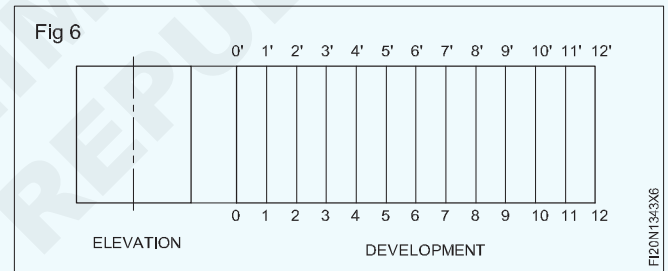 Fig 6
0' 1' 2' 3' 4' 5' 6' 7' 8' 9' 10' 11' 12'
0 1 2 3 4 5 6 7 8 9 10 11 12
ELEVATION
DEVELOPMENT
FI20N1343X6